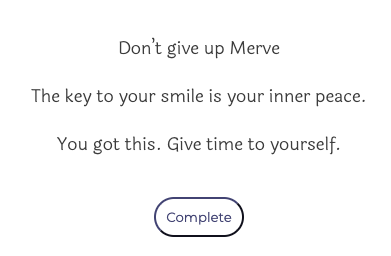 Don't give up Merve
The key to your smile is your inner peace.
You got this. Give time to yourself.
Complete